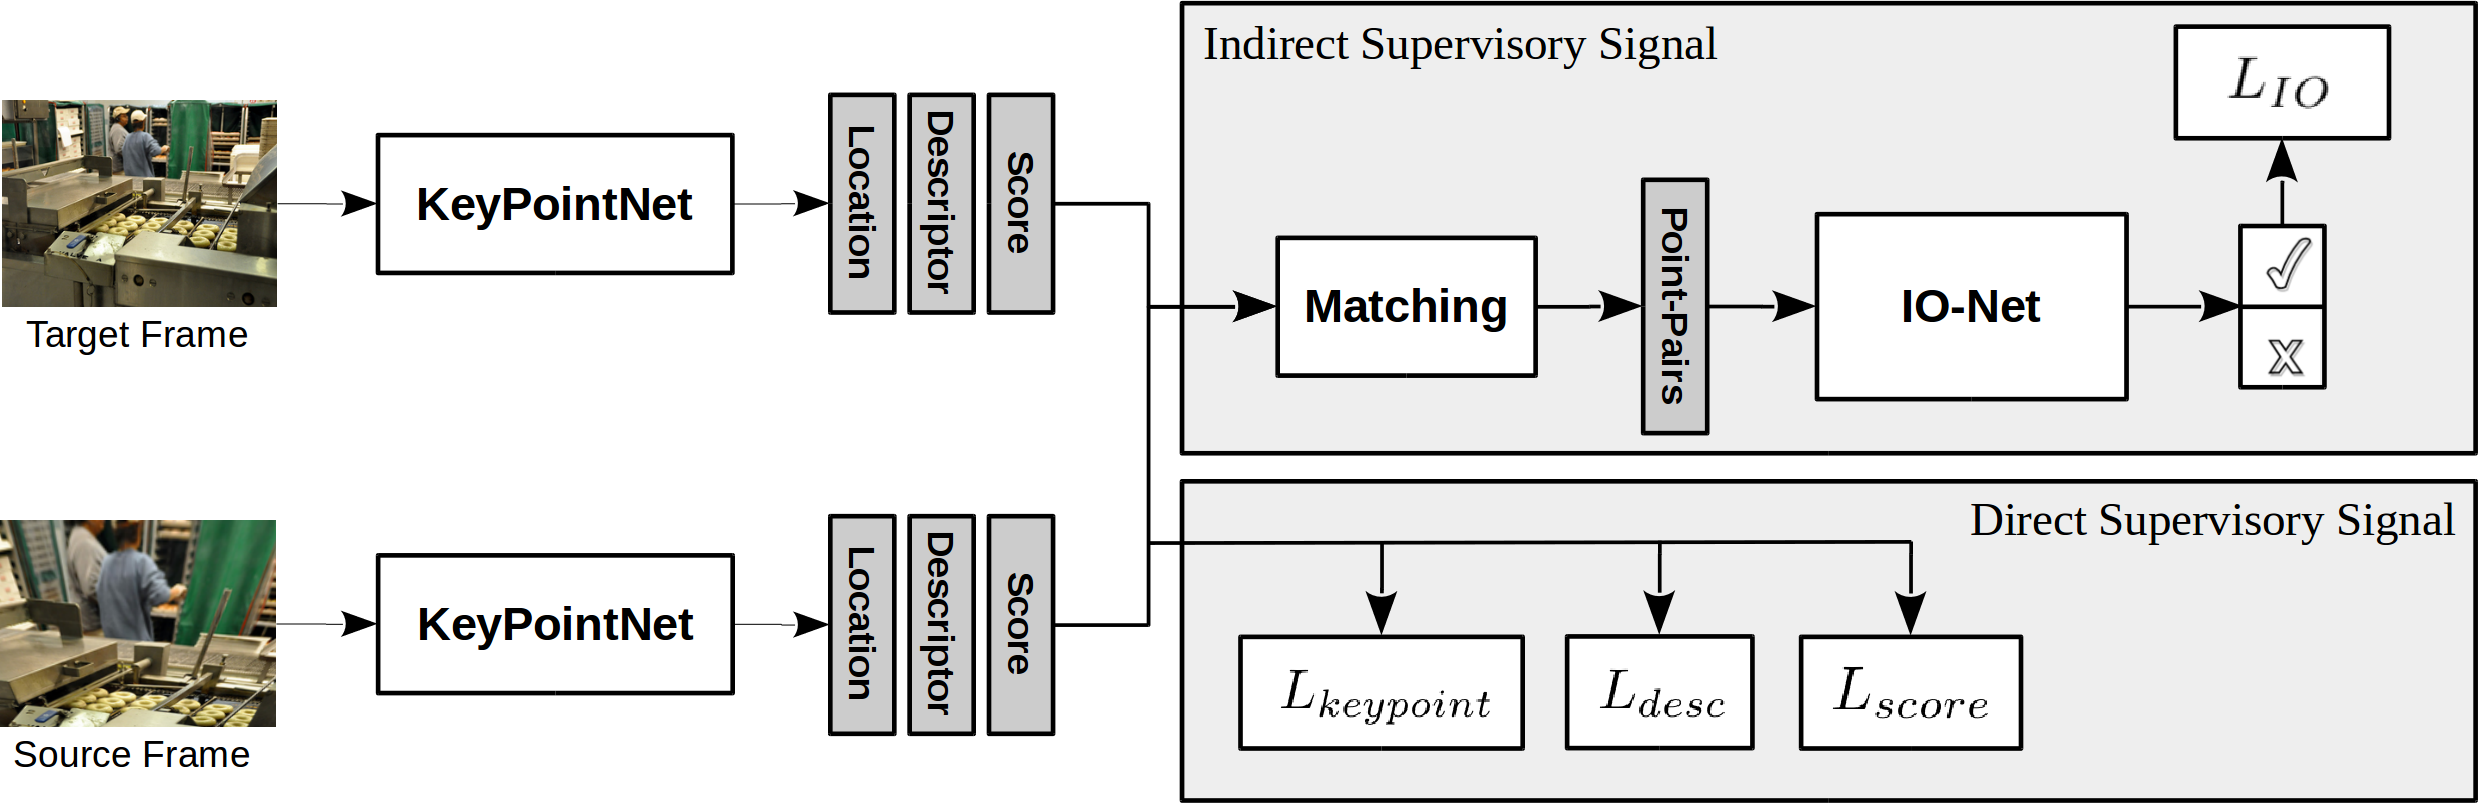 Target Frame
KeyPointNet
Location
Descriptor
Score
Source Frame
KeyPointNet
Location
Descriptor
Score
Indirect Supervisory Signal
Matching
Point-Pairs
IO-Net
✓
x
L_{IO}
Direct Supervisory Signal
L_{keypoint}
L_{desc}
L_{score}